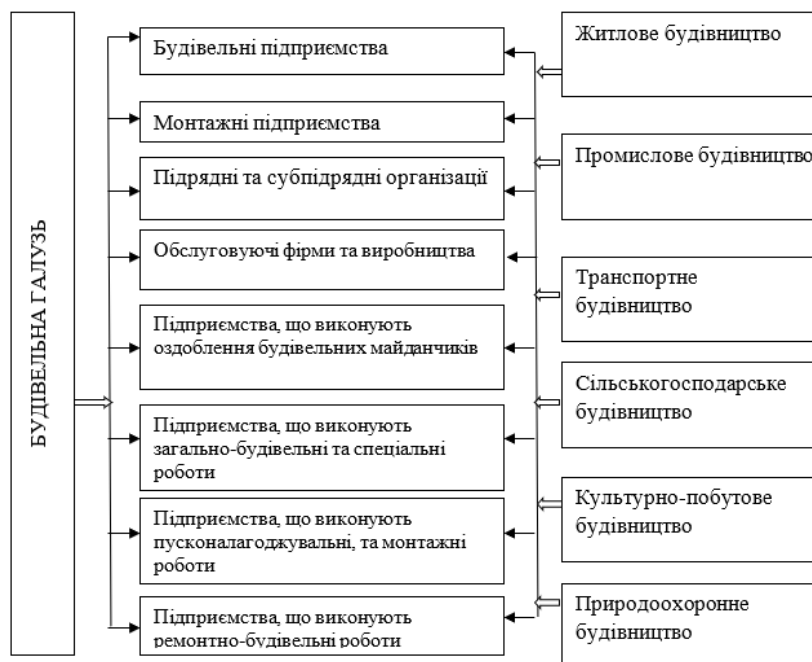 БУДІВЕЛЬНА ГАЛУЗЬ
Будівельні підприємства
Монтажні підприємства
Підрядні та субпідрядні організації
Обслуговуючі фірми та виробництва
Підприємства, що виконують
оздоблення будівельних майданчиків
Підприємства, що виконують
загально-будівельні та спеціальні
роботи
Підприємства, що виконують
пусконалагоджувальні, та монтажні
роботи
Підприємства, що виконують
ремонтно-будівельні роботи
Житлове будівництво
Промислове будівництво
Транспортне
будівництво
Сільськогосподарське
будівництво
Культурно-побутове
будівництво
Природоохоронне
будівництво